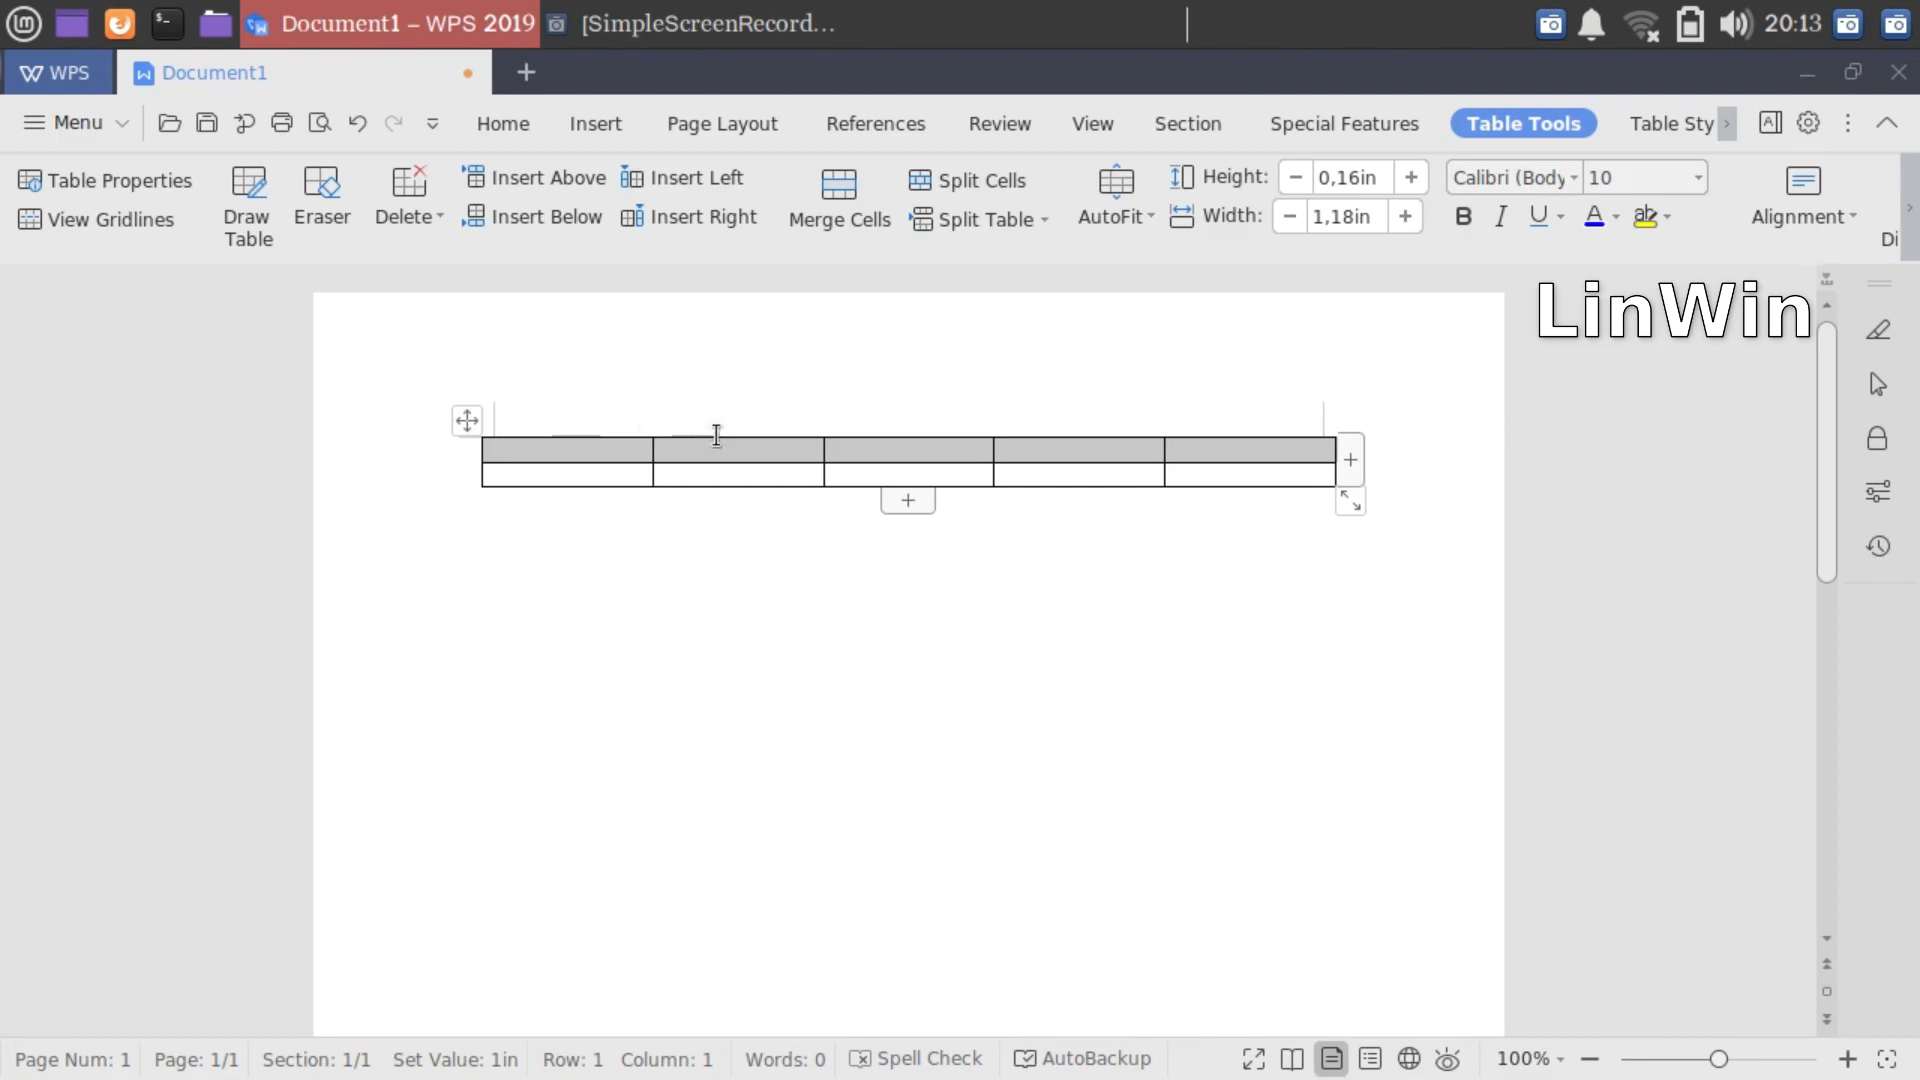 Document1 – WPS 2019
[SimpleScreenRecord...
20:13
WPS
Document1
Menu
Home
Insert
Page Layout
References
Review
View
Section
Special Features
Table Tools
Table Sty
Table Properties
View Gridlines
Draw
Table
Eraser
Delete
Insert Above
Insert Below
Insert Left
Insert Right
Merge Cells
Split Cells
Split Table
AutoFit
Height:
0,16in
Width:
1,18in
Calibri (Body
10
B I U A ab
Alignment
Di
LinWin
Page Num: 1
Page: 1/1
Section: 1/1
Set Value: 1in
Row: 1
Column: 1
Words: 0
Spell Check
AutoBackup
100%